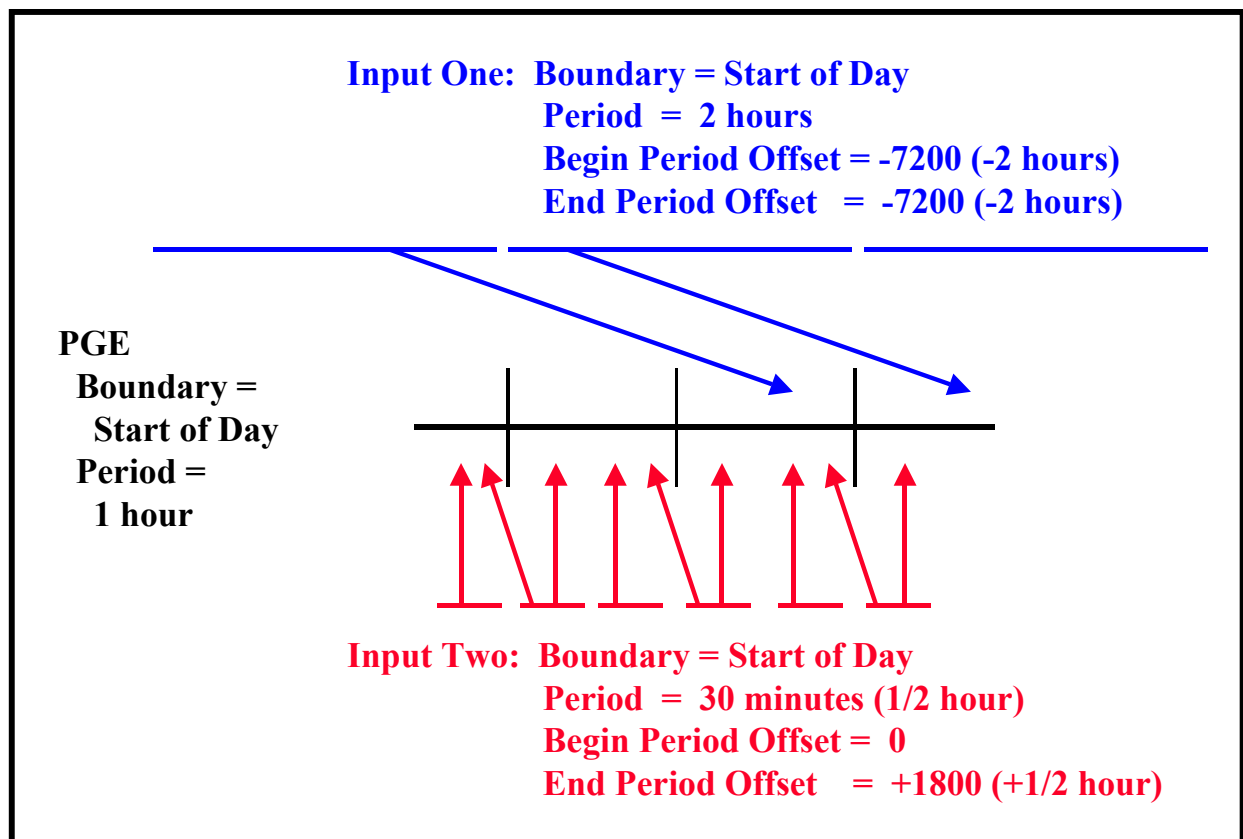 Input One: Boundary = Start of Day
Period = 2 hours
Begin Period Offset = -7200 (-2 hours)
End Period Offset = -7200 (-2 hours)
PGE
Boundary =
Start of Day
Period =
1 hour
Input Two: Boundary = Start of Day
Period = 30 minutes (1/2 hour)
Begin Period Offset = 0
End Period Offset = +1800 (+1/2 hour)